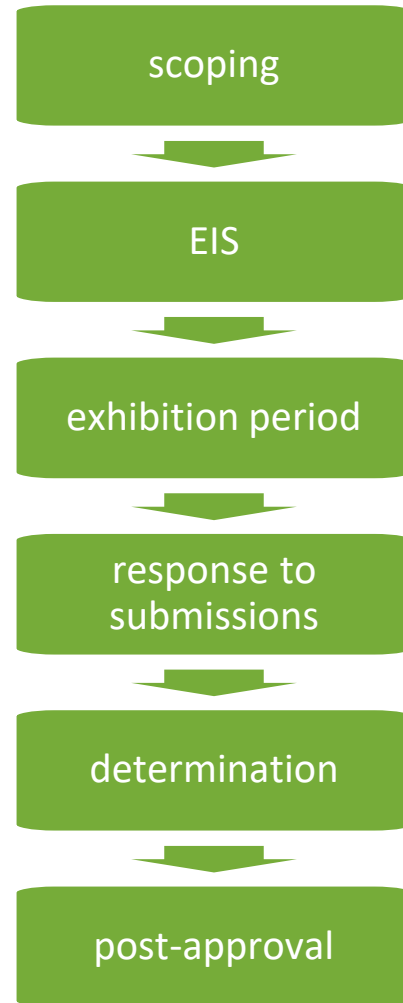 scoping
EIS
exhibition period
response to
submissions
determination
post-approval